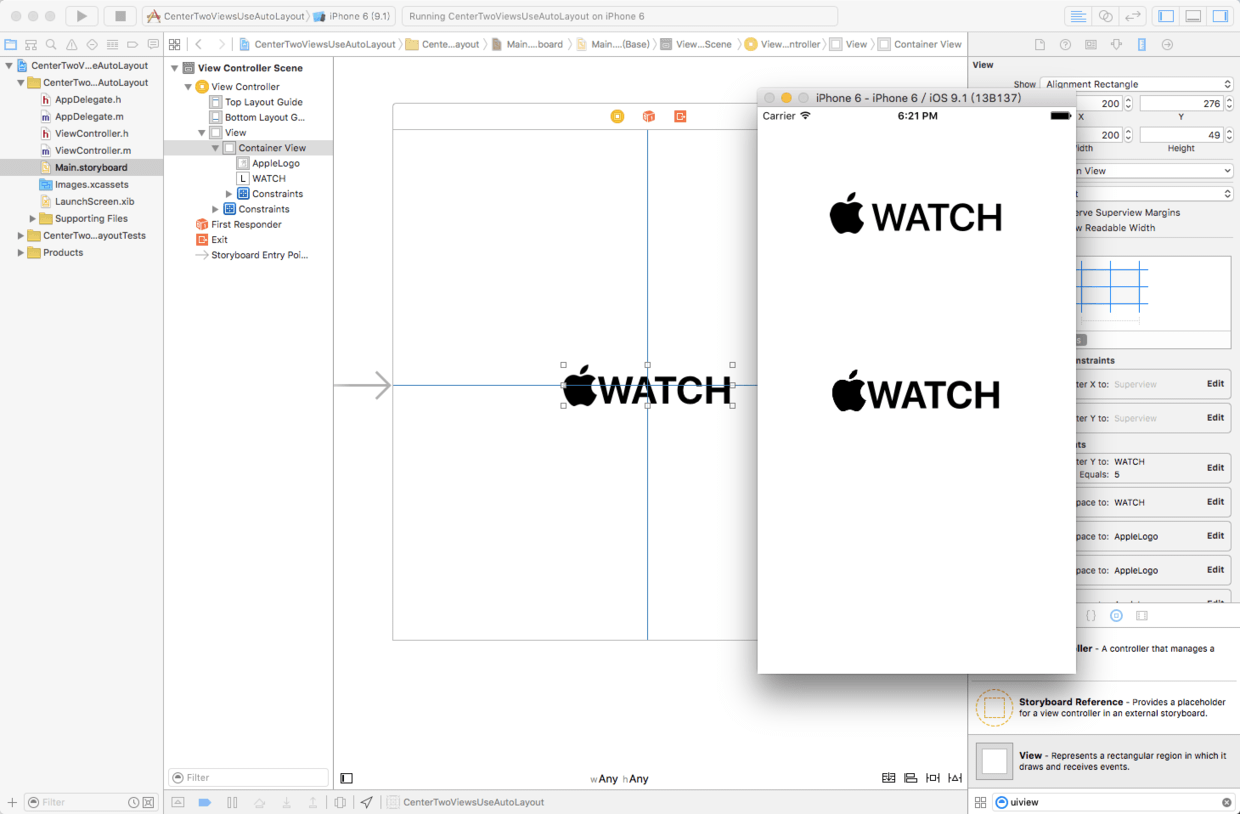 CenterTwoViewsUseAutoLayout iPhone 6 (9.1)
Running CenterTwoViewsUseAutoLayout on iPhone 6
CenterTwoViewsUseAutoLayout Cente...ayout Main....board Main....(Base) View...Scene View...ntroller View Container View
CenterTwoV...eAutoLayout
CenterTwo...AutoLayout
h AppDelegate.h
m AppDelegate.m
h ViewController.h
m ViewController.m
Main.storyboard
Images.xcassets
LaunchScreen.xib
Supporting Files
CenterTwo...ayoutTests
Products
Filter
View Controller Scene
View Controller
Top Layout Guide
Bottom Layout G...
View
Container View
AppleLogo
L WATCH
Constraints
Constraints
First Responder
Exit
Storyboard Entry Poi...
Filter
WATCH
wAny hAny
CenterTwoViewsUseAutoLayout
iPhone 6 - iPhone 6 / iOS 9.1 (13B137)
Carrier 6:21 PM
WATCH
WATCH
View
Show Alignment Rectangle
200 276
X Y
200 49
idth Height
n View
t
erve Superview Margins
w Readable Width
s
nstraints
ter X to: Superview Edit
ter Y to: Superview Edit
ts
ter Y to: WATCH
Equals: 5 Edit
pace to: WATCH Edit
pace to: AppleLogo Edit
pace to: AppleLogo Edit
ller - A controller that manages a
Storyboard Reference - Provides a placeholder
for a view controller in an external storyboard.
View - Represents a rectangular region in which it
draws and receives events.
uiview